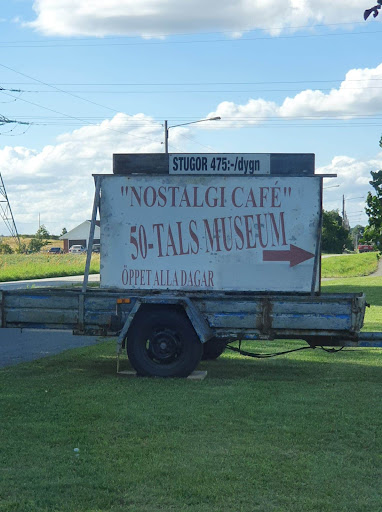 STUGOR 475:-/dygn
"NOSTALGI CAFÉ"
50-TALS MUSEUM
ÖPPET ALLA DAGAR